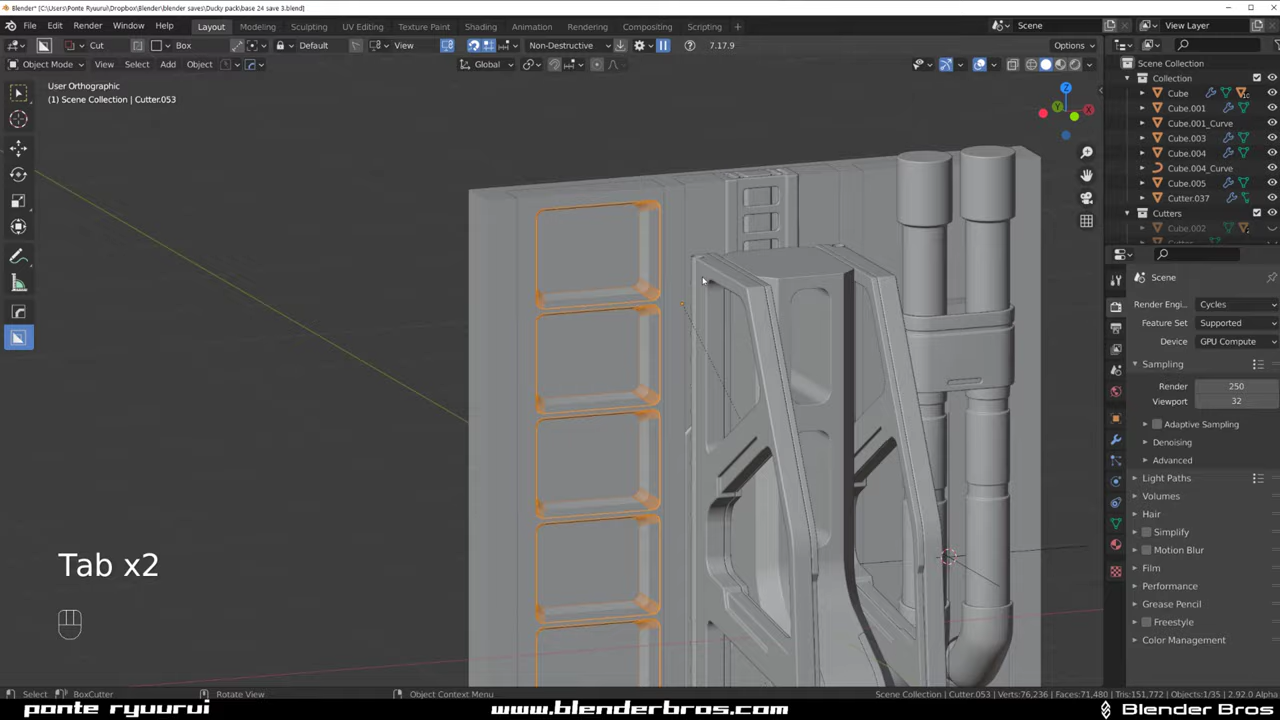 Blender* [C:\Users\Ponte Ryuurui\Dropbox\Blender\blender saves\Ducky pack\base 24 save 3.blend]
File Edit Render Window Help Layout Modeling Sculpting UV Editing Texture Paint Shading Animation Rendering Compositing Scripting + Scene View Layer
Cut Box Default View Non-Destructive 7.17.9 Options
Object Mode View Select Add Object Global
User Orthographic
(1) Scene Collection | Cutter.053
Z
Y
X
Scene Collection
Collection
Cube
Cube.001
Cube.001_Curve
Cube.003
Cube.004
Cube.004_Curve
Cube.005
Cutter.037
Cutters
Cube.002
Cutter
Scene
Render Engi.. Cycles
Feature Set Supported
Device GPU Compute
Sampling
Render 250
Viewport 32
Adaptive Sampling
Denoising
Advanced
Light Paths
Volumes
Hair
Simplify
Motion Blur
Film
Performance
Grease Pencil
Freestyle
Color Management
Tab x2
Select BoxCutter Rotate View Object Context Menu Scene Collection | Cutter.053 Verts:76,236 Faces:71,480 Tris:151,772 Objects:1/35 2.92.0 Alpha
ponte ryuurui www.blenderbros.com Blender Bros